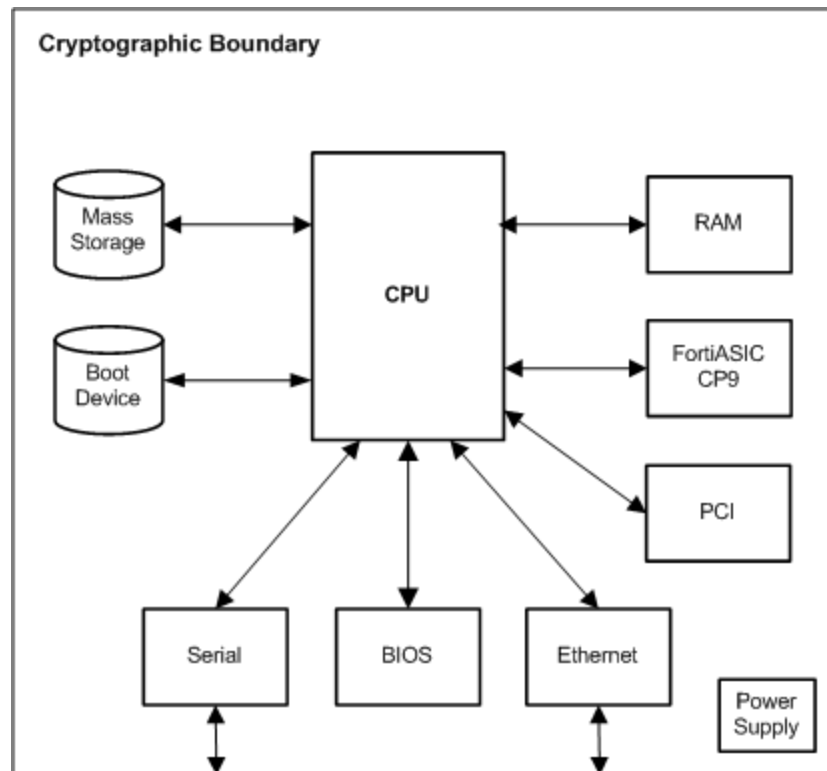 Cryptographic Boundary
Mass
Storage
RAM
CPU
Boot
Device
FortiASIC
CP9
PCI
Serial
BIOS
Ethernet
Power
Supply